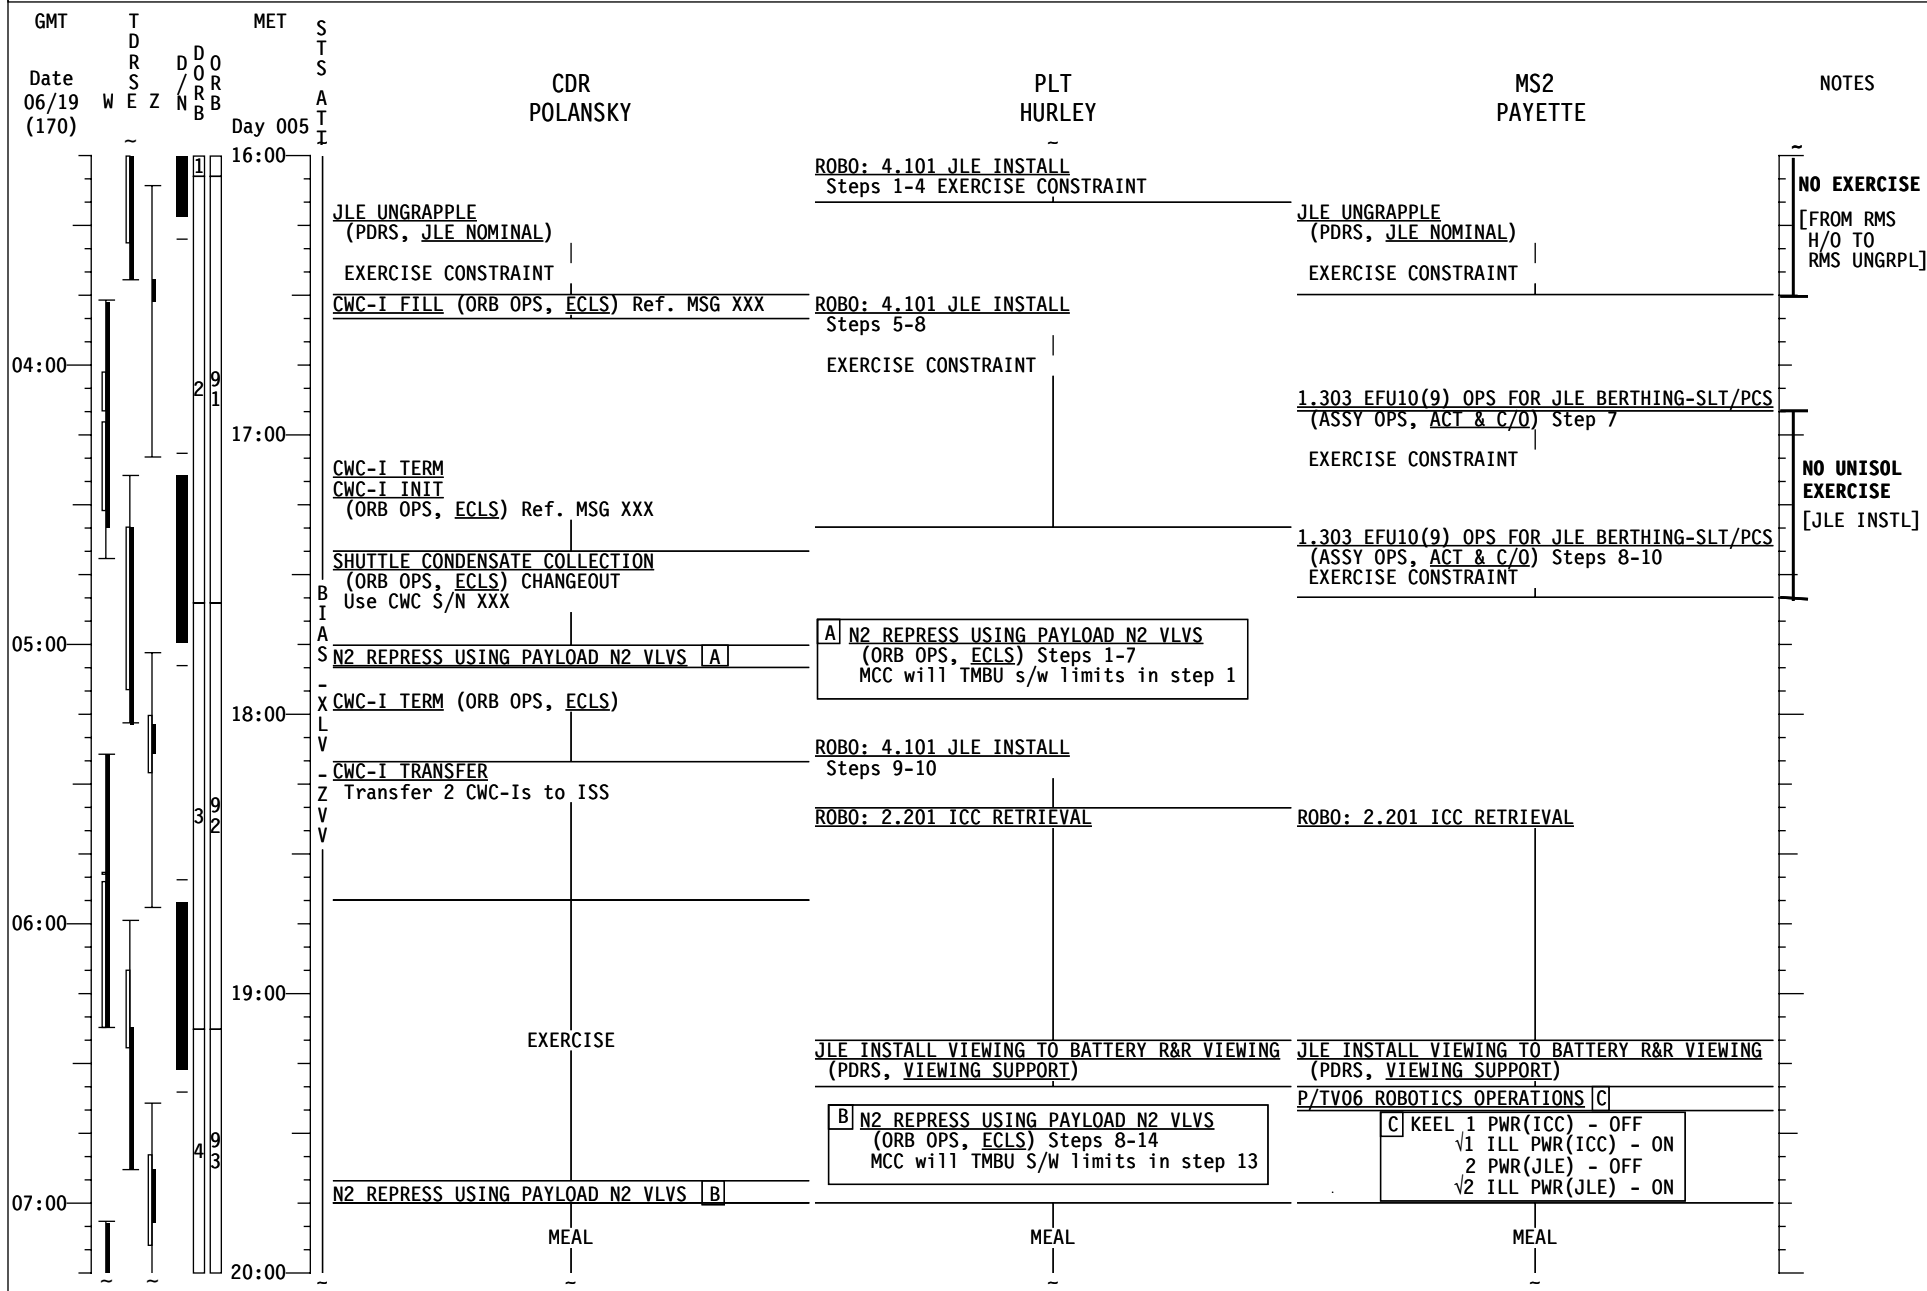 GMT
TDRS
MET
STS ATT
Date
06/19
(170)
W E Z
D/N
DORB
ORB
Day 005
CDR
POLANSKY
PLT
HURLEY
MS2
PAYETTE
NOTES
~
~
~
~
16:00
1
ROBO: 4.101 JLE INSTALL
Steps 1-4 EXERCISE CONSTRAINT
NO EXERCISE
[FROM RMS
H/O TO
RMS UNGRPL]
JLE UNGRAPPLE
(PDRS, JLE NOMINAL)
EXERCISE CONSTRAINT
JLE UNGRAPPLE
(PDRS, JLE NOMINAL)
EXERCISE CONSTRAINT
CWC-I FILL (ORB OPS, ECLS) Ref. MSG XXX
ROBO: 4.101 JLE INSTALL
Steps 5-8
EXERCISE CONSTRAINT
04:00
2
91
1.303 EFU10(9) OPS FOR JLE BERTHING-SLT/PCS
(ASSY OPS, ACT & C/O) Step 7
EXERCISE CONSTRAINT
17:00
NO UNISOL
EXERCISE
[JLE INSTL]
CWC-I TERM
CWC-I INIT
(ORB OPS, ECLS) Ref. MSG XXX
1.303 EFU10(9) OPS FOR JLE BERTHING-SLT/PCS
(ASSY OPS, ACT & C/O) Steps 8-10
EXERCISE CONSTRAINT
SHUTTLE CONDENSATE COLLECTION
(ORB OPS, ECLS) CHANGEOUT
Use CWC S/N XXX
BIAS -XLV -ZVV
05:00
N2 REPRESS USING PAYLOAD N2 VLVS A
A N2 REPRESS USING PAYLOAD N2 VLVS
(ORB OPS, ECLS) Steps 1-7
MCC will TMBU s/w limits in step 1
CWC-I TERM (ORB OPS, ECLS)
18:00
ROBO: 4.101 JLE INSTALL
Steps 9-10
CWC-I TRANSFER
Transfer 2 CWC-Is to ISS
3
92
ROBO: 2.201 ICC RETRIEVAL
ROBO: 2.201 ICC RETRIEVAL
06:00
19:00
EXERCISE
JLE INSTALL VIEWING TO BATTERY R&R VIEWING
(PDRS, VIEWING SUPPORT)
JLE INSTALL VIEWING TO BATTERY R&R VIEWING
(PDRS, VIEWING SUPPORT)
P/TV06 ROBOTICS OPERATIONS C
B N2 REPRESS USING PAYLOAD N2 VLVS
(ORB OPS, ECLS) Steps 8-14
MCC will TMBU S/W limits in step 13
C KEEL 1 PWR(ICC) - OFF
√1 ILL PWR(ICC) - ON
2 PWR(JLE) - OFF
√2 ILL PWR(JLE) - ON
4
93
N2 REPRESS USING PAYLOAD N2 VLVS B
07:00
MEAL
MEAL
MEAL
20:00
~
~
~
~
~